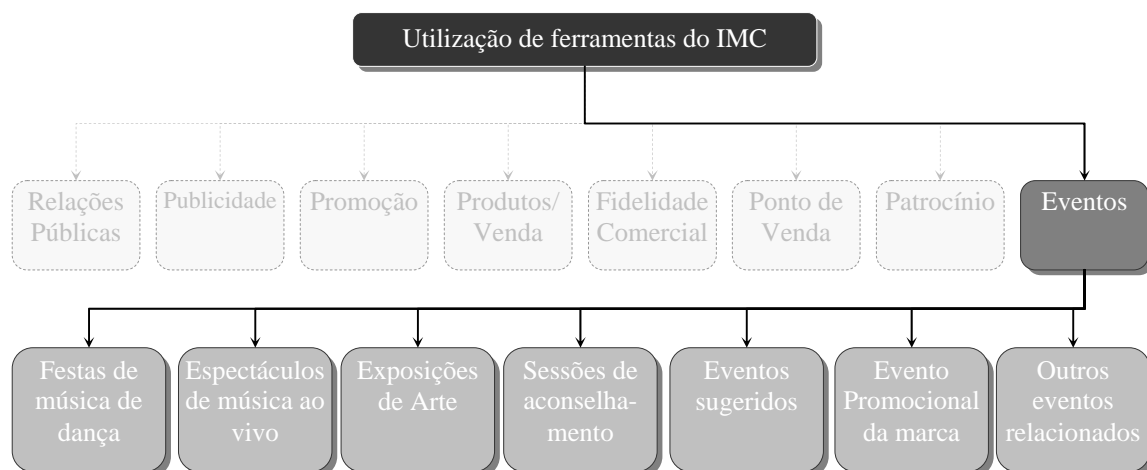 Utilização de ferramentas do IMC
Relações
Públicas
Publicidade
Promoção
Produtos/
Venda
Fidelidade
Comercial
Ponto de
Venda
Patrocínio
Eventos
Festas de
música de
dança
Espectáculos
de música ao
vivo
Exposições
de Arte
Sessões de
aconselha-
mento
Eventos
sugeridos
Evento
Promocional
da marca
Outros
eventos
relacionados